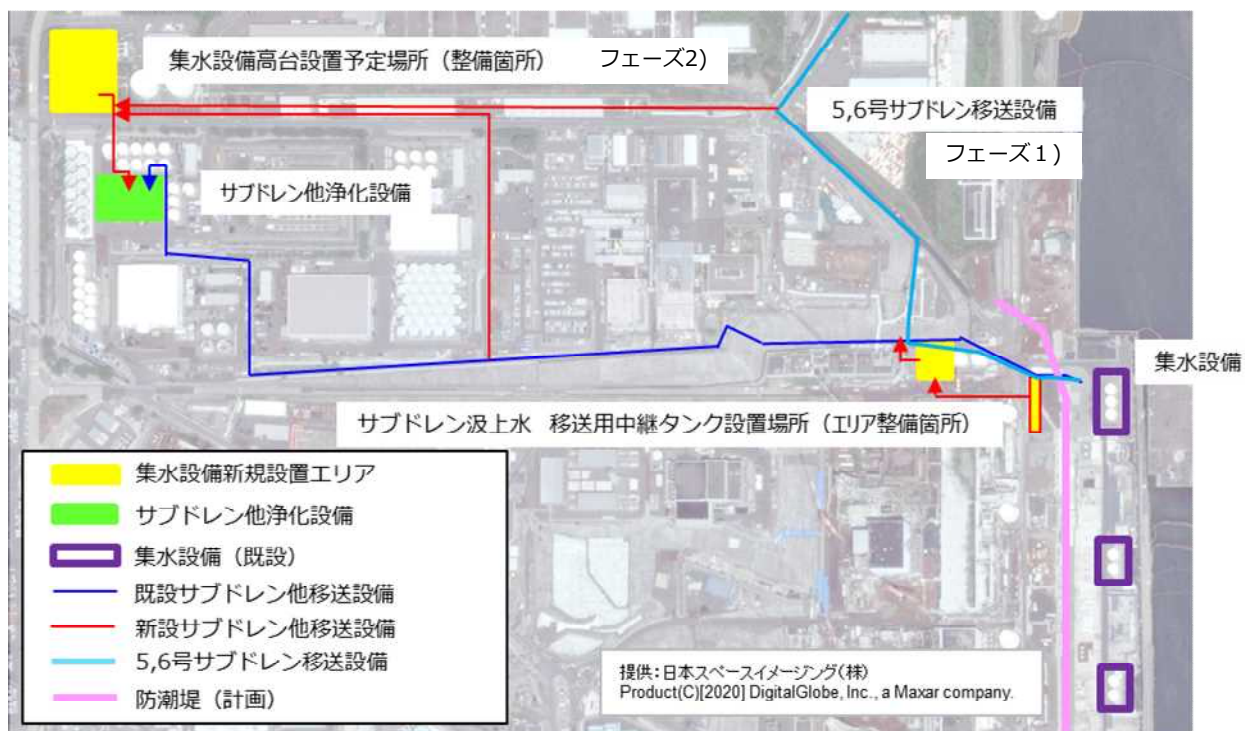 集水設備高台設置予定場所（整備箇所） フェーズ2)
5,6号サブドレン移送設備
フェーズ１)
サブドレン他浄化設備
集水設備
サブドレン汲上水 移送用中継タンク設置場所（エリア整備箇所）
集水設備新規設置エリア
サブドレン他浄化設備
集水設備（既設）
既設サブドレン他移送設備
新設サブドレン他移送設備
5,6号サブドレン移送設備
防潮堤（計画）
提供：日本スペースイメージング(株)
Product(C)[2020] DigitalGlobe, Inc., a Maxar company.